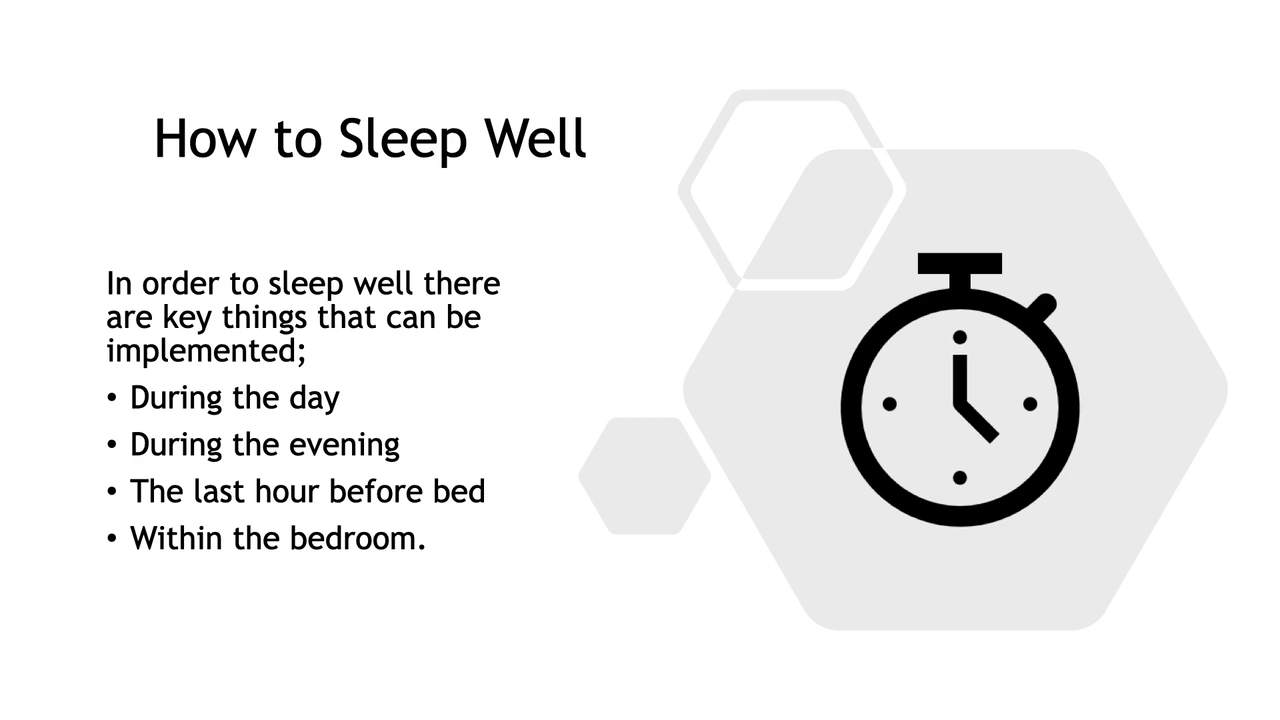 How to Sleep Well
In order to sleep well there
are key things that can be
implemented;
• During the day
• During the evening
• The last hour before bed
• Within the bedroom.